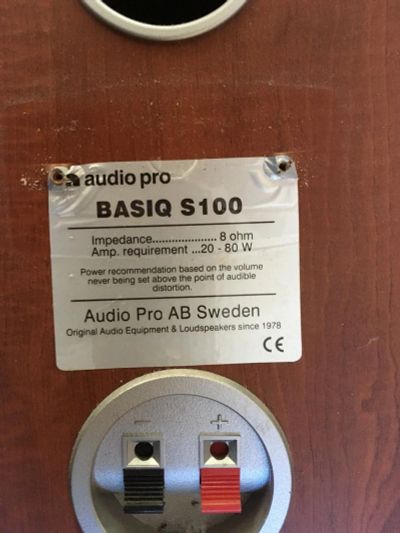 audio pro
BASIQ S100
Impedance.................... 8 ohm
Amp. requirement ...20 - 80 W
Power recommendation based on the volume
never being set above the point of audible
distortion.
Audio Pro AB Sweden
Original Audio Equipment & Loudspeakers since 1978
CE
- +